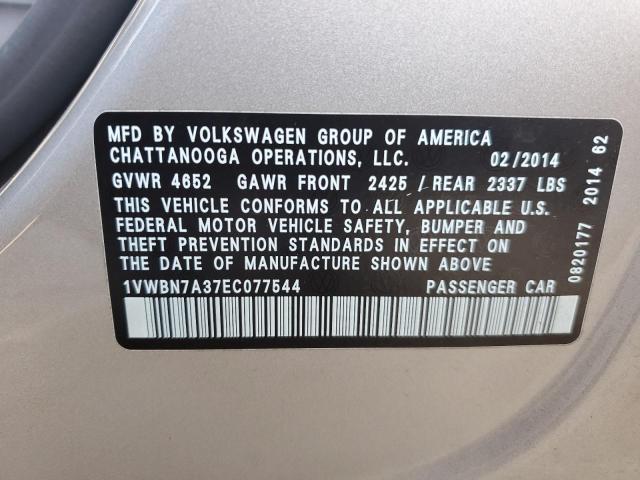 MFD BY VOLKSWAGEN GROUP OF AMERICA
CHATTANOOGA OPERATIONS, LLC. 02/2014
GVWR 4652 GAWR FRONT 2425 / REAR 2337 LBS
THIS VEHICLE CONFORMS TO ALL APPLICABLE U.S.
FEDERAL MOTOR VEHICLE SAFETY, BUMPER AND
THEFT PREVENTION STANDARDS IN EFFECT ON
THE DATE OF MANUFACTURE SHOWN ABOVE
1VWBN7A37EC077544 PASSENGER CAR
0820177 2014 62